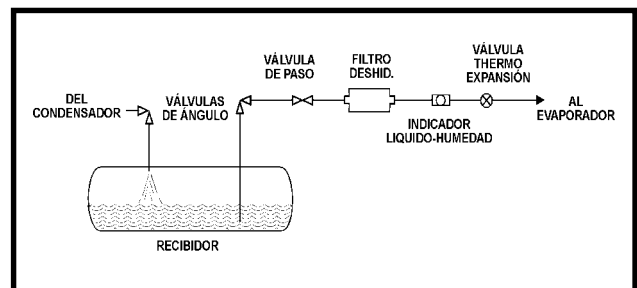 DEL
CONDENSADOR
VÁLVULAS
DE ÁNGULO
VÁLVULA
DE PASO
FILTRO
DESHID.
INDICADOR
LIQUIDO-HUMEDAD
VÁLVULA
THERMO
EXPANSIÓN
AL
EVAPORADOR
RECIBIDOR